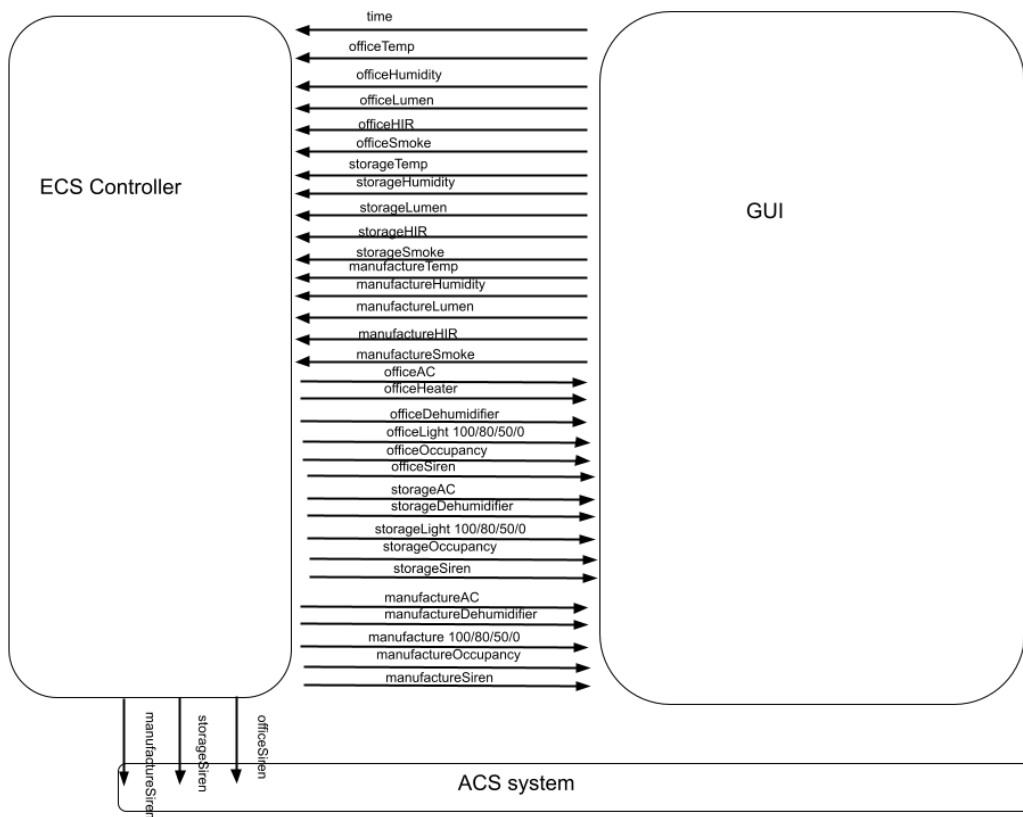 time
officeTemp
officeHumidity
officeLumen
officeHIR
officeSmoke
storageTemp
ECS Controller
storageHumidity
storageLumen
GUI
storageHIR
storageSmoke
manufactureTemp
manufactureHumidity
manufactureLumen
manufactureHIR
manufactureSmoke
officeAC
officeHeater
officeDehumidifier
officeLight 100/80/50/0
officeOccupancy
officeSiren
storageAC
storageDehumidifier
storageLight 100/80/50/0
storageOccupancy
storageSiren
manufactureAC
manufactureDehumidifier
manufacture 100/80/50/0
manufactureOccupancy
manufactureSiren
manufactureSiren
storageSiren
officeSiren
ACS system